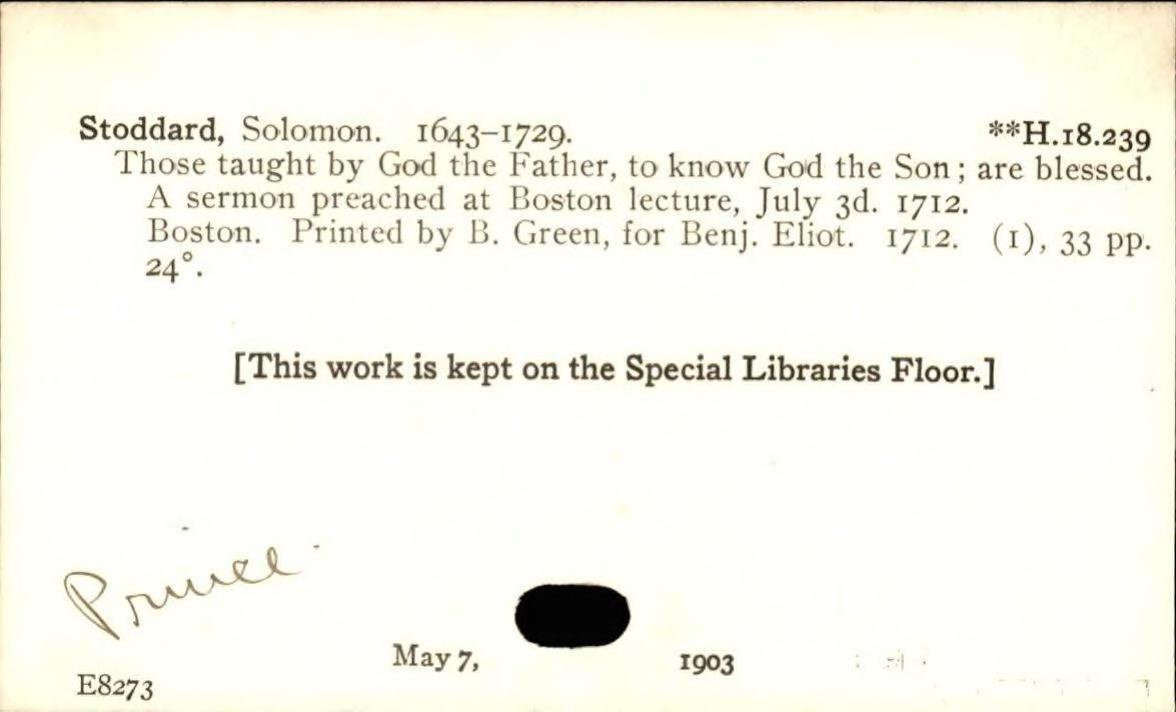 Stoddard, Solomon. 1643–1729. **H.18.239
Those taught by God the Father, to know God the Son; are blessed.
A sermon preached at Boston lecture, July 3d. 1712.
Boston. Printed by B. Green, for Benj. Eliot. 1712. (1), 33 pp.
24°.
[This work is kept on the Special Libraries Floor.]
Prince
May 7, 1903
E8273